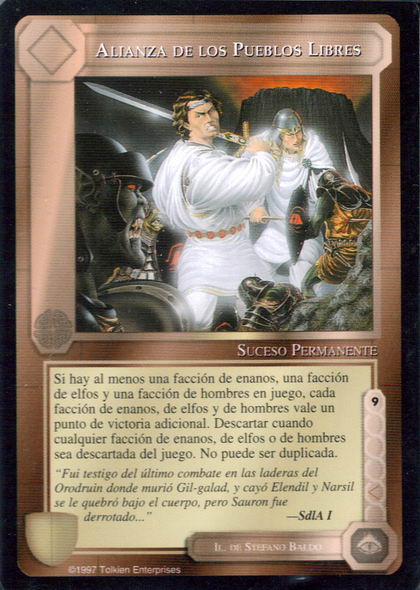 Alianza de los Pueblos Libres
Suceso Permanente
Si hay al menos una facción de enanos, una facción
de elfos y una facción de hombres en juego, cada
facción de enanos, de elfos y de hombres vale un
punto de victoria adicional. Descartar cuando
cualquier facción de enanos, de elfos o de hombres
sea descartada del juego. No puede ser duplicada.
9
“Fui testigo del último combate en las laderas del
Orodruin donde murió Gil-galad, y cayó Elendil y Narsil
se le quebró bajo el cuerpo, pero Sauron fue
derrotado...” —SdlA I
Il. de Stefano Baldo
©1997 Tolkien Enterprises